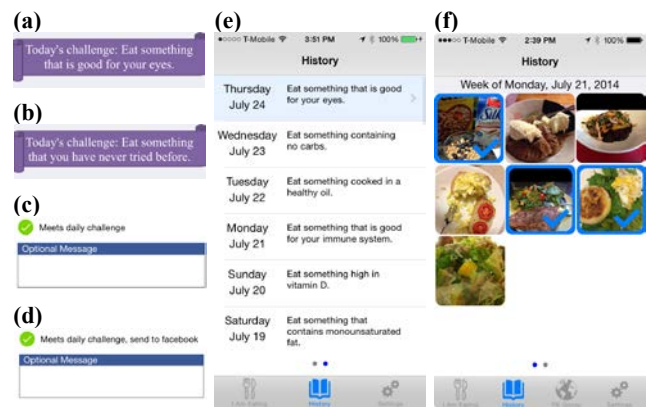 (a)
Today's challenge: Eat something
that is good for your eyes.
(b)
Today's challenge: Eat something
that you have never tried before.
(c)
Meets daily challenge
Optional Message
(d)
Meets daily challenge, send to facebook
Optional Message
(e)
T-Mobile 3:51 PM 100%
History
Thursday
July 24
Eat something that is good
for your eyes.
Wednesday
July 23
Eat something containing
no carbs.
Tuesday
July 22
Eat something cooked in a
healthy oil.
Monday
July 21
Eat something that is good
for your immune system.
Sunday
July 20
Eat something high in
vitamin D.
Saturday
July 19
Eat something that
contains monounsaturated
fat.
I Am Eating History Settings
(f)
T-Mobile 2:39 PM 100%
History
Week of Monday, July 21, 2014
Silk
History Settings